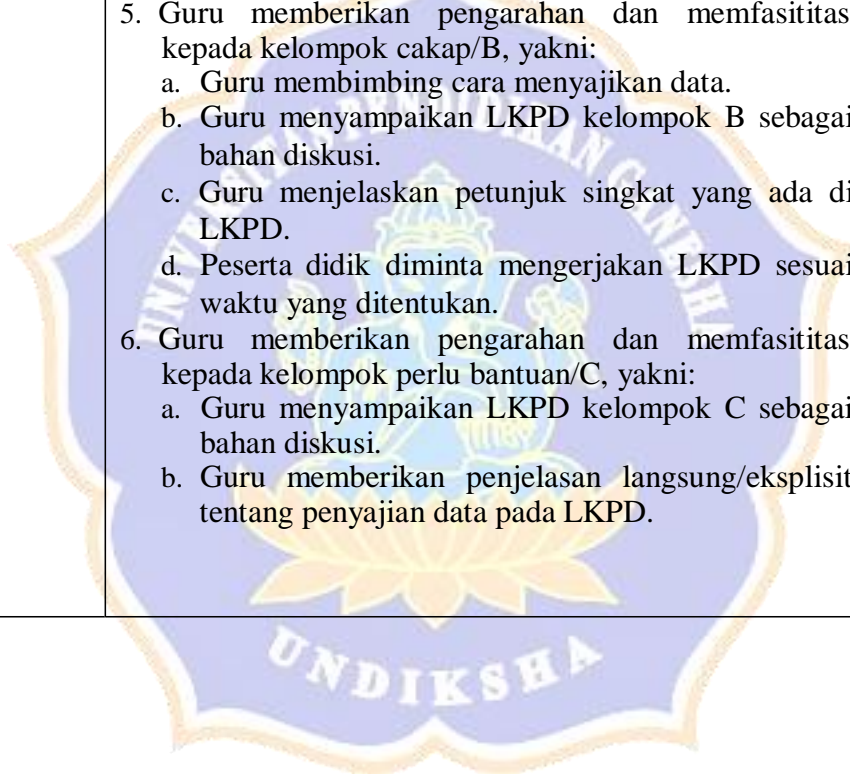 5. Guru memberikan pengarahan dan memfasititas
kepada kelompok cakap/B, yakni:
a. Guru membimbing cara menyajikan data.
b. Guru menyampaikan LKPD kelompok B sebagai
bahan diskusi.
c. Guru menjelaskan petunjuk singkat yang ada di
LKPD.
d. Peserta didik diminta mengerjakan LKPD sesuai
waktu yang ditentukan.
6. Guru memberikan pengarahan dan memfasititas
kepada kelompok perlu bantuan/C, yakni:
a. Guru menyampaikan LKPD kelompok C sebagai
bahan diskusi.
b. Guru memberikan penjelasan langsung/eksplisit
tentang penyajian data pada LKPD.
UNIVERSITAS PENDIDIKAN GANESHA
UNDIKSHA